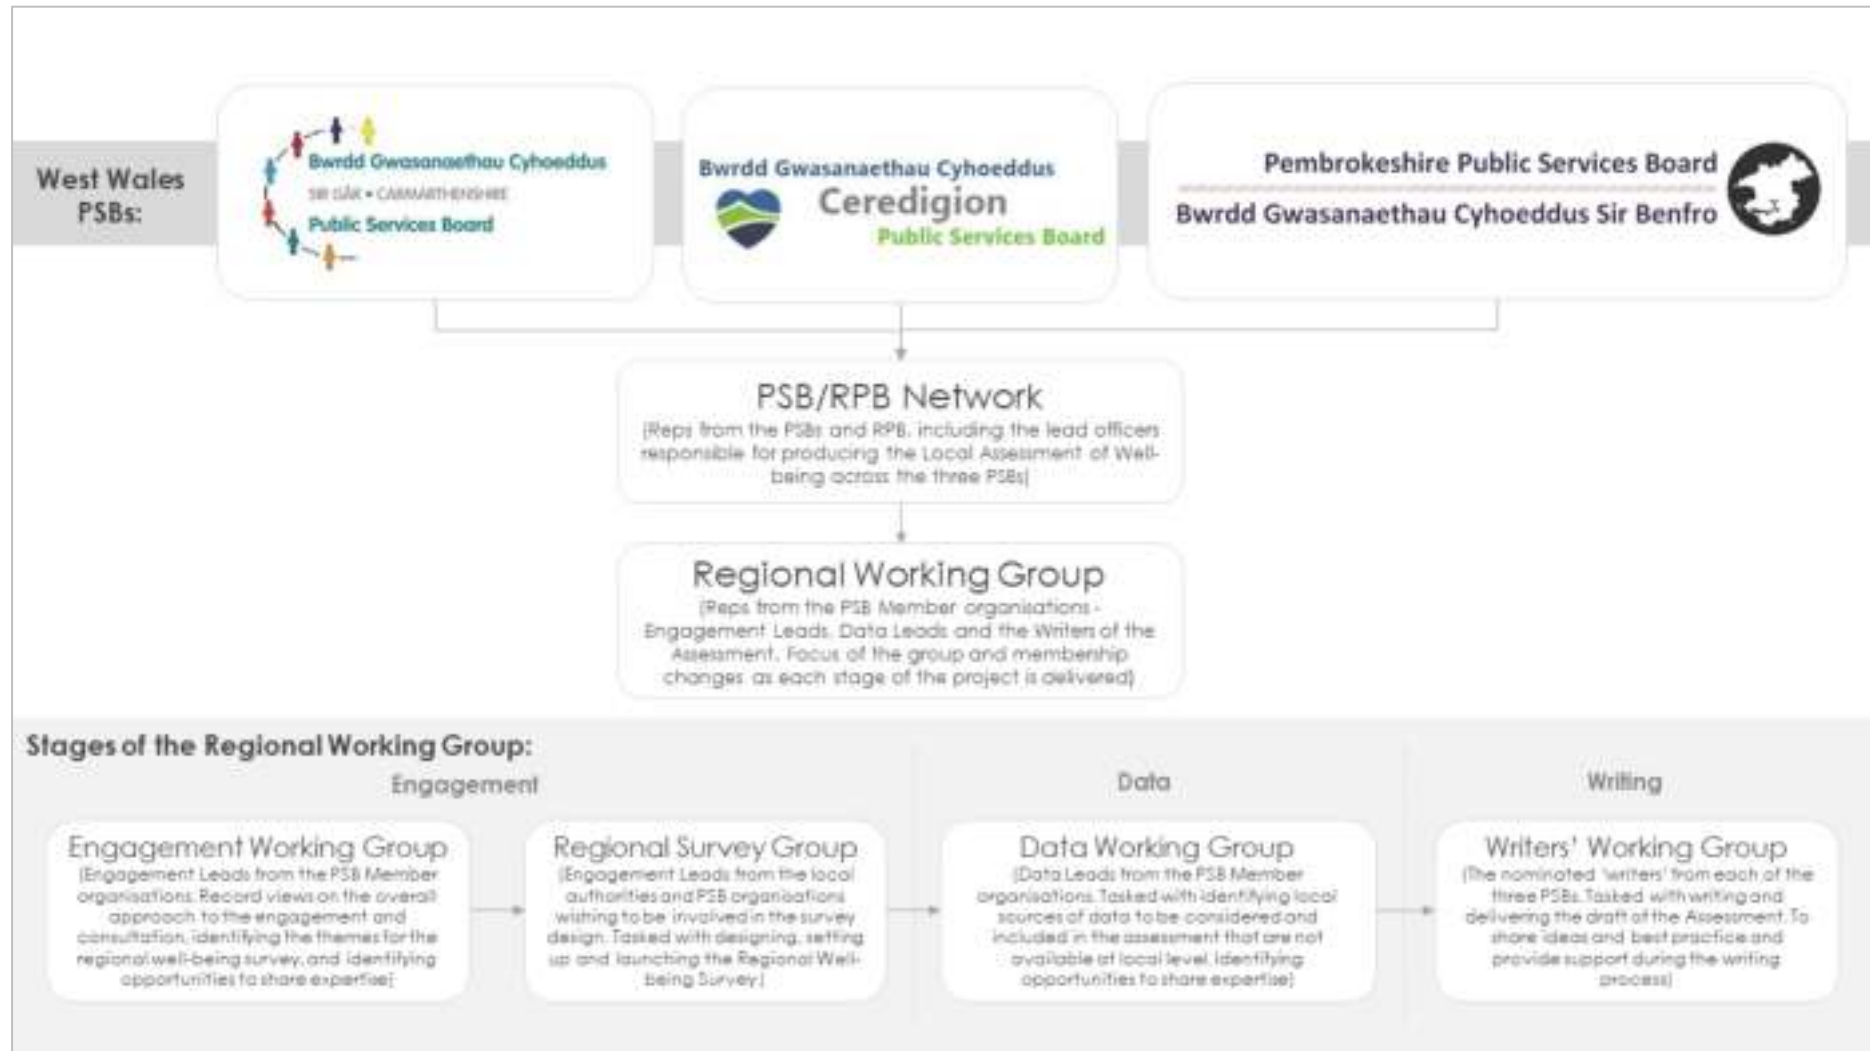 West Wales
PSBs:
Bwrdd Gwasanaethau Cyhoeddus
SIR GÂR • CARMARTHENSHIRE
Public Services Board
Bwrdd Gwasanaethau Cyhoeddus
Ceredigion
Public Services Board
Pembrokeshire Public Services Board
Bwrdd Gwasanaethau Cyhoeddus Sir Benfro
PSB/RPB Network
(Reps from the PSBs and RPB, including the lead officers
responsible for producing the Local Assessment of Well-
being across the three PSBs)
Regional Working Group
(Reps from the PSB Member organisations -
Engagement Leads, Data Leads and the Writers of the
Assessment. Focus of the group and membership
changes as each stage of the project is delivered)
Stages of the Regional Working Group:
Engagement
Engagement Working Group
(Engagement Leads from the PSB Member
organisations. Record views on the overall
approach to the engagement and
consultation, identifying the themes for the
regional well-being survey, and identifying
opportunities to share expertise)
Regional Survey Group
(Engagement Leads from the local
authorities and PSB organisations
wishing to be involved in the survey
design. Tasked with designing, setting
up and launching the Regional Well-
being Survey)
Data
Data Working Group
(Data Leads from the PSB Member
organisations. Tasked with identifying local
sources of data to be considered and
included in the assessment that are not
available at local level. Identifying
opportunities to share expertise)
Writing
Writers' Working Group
(The nominated 'writers' from each of the
three PSBs. Tasked with writing and
delivering the draft of the Assessment. To
share ideas and best practice and
provide support during the writing
process)